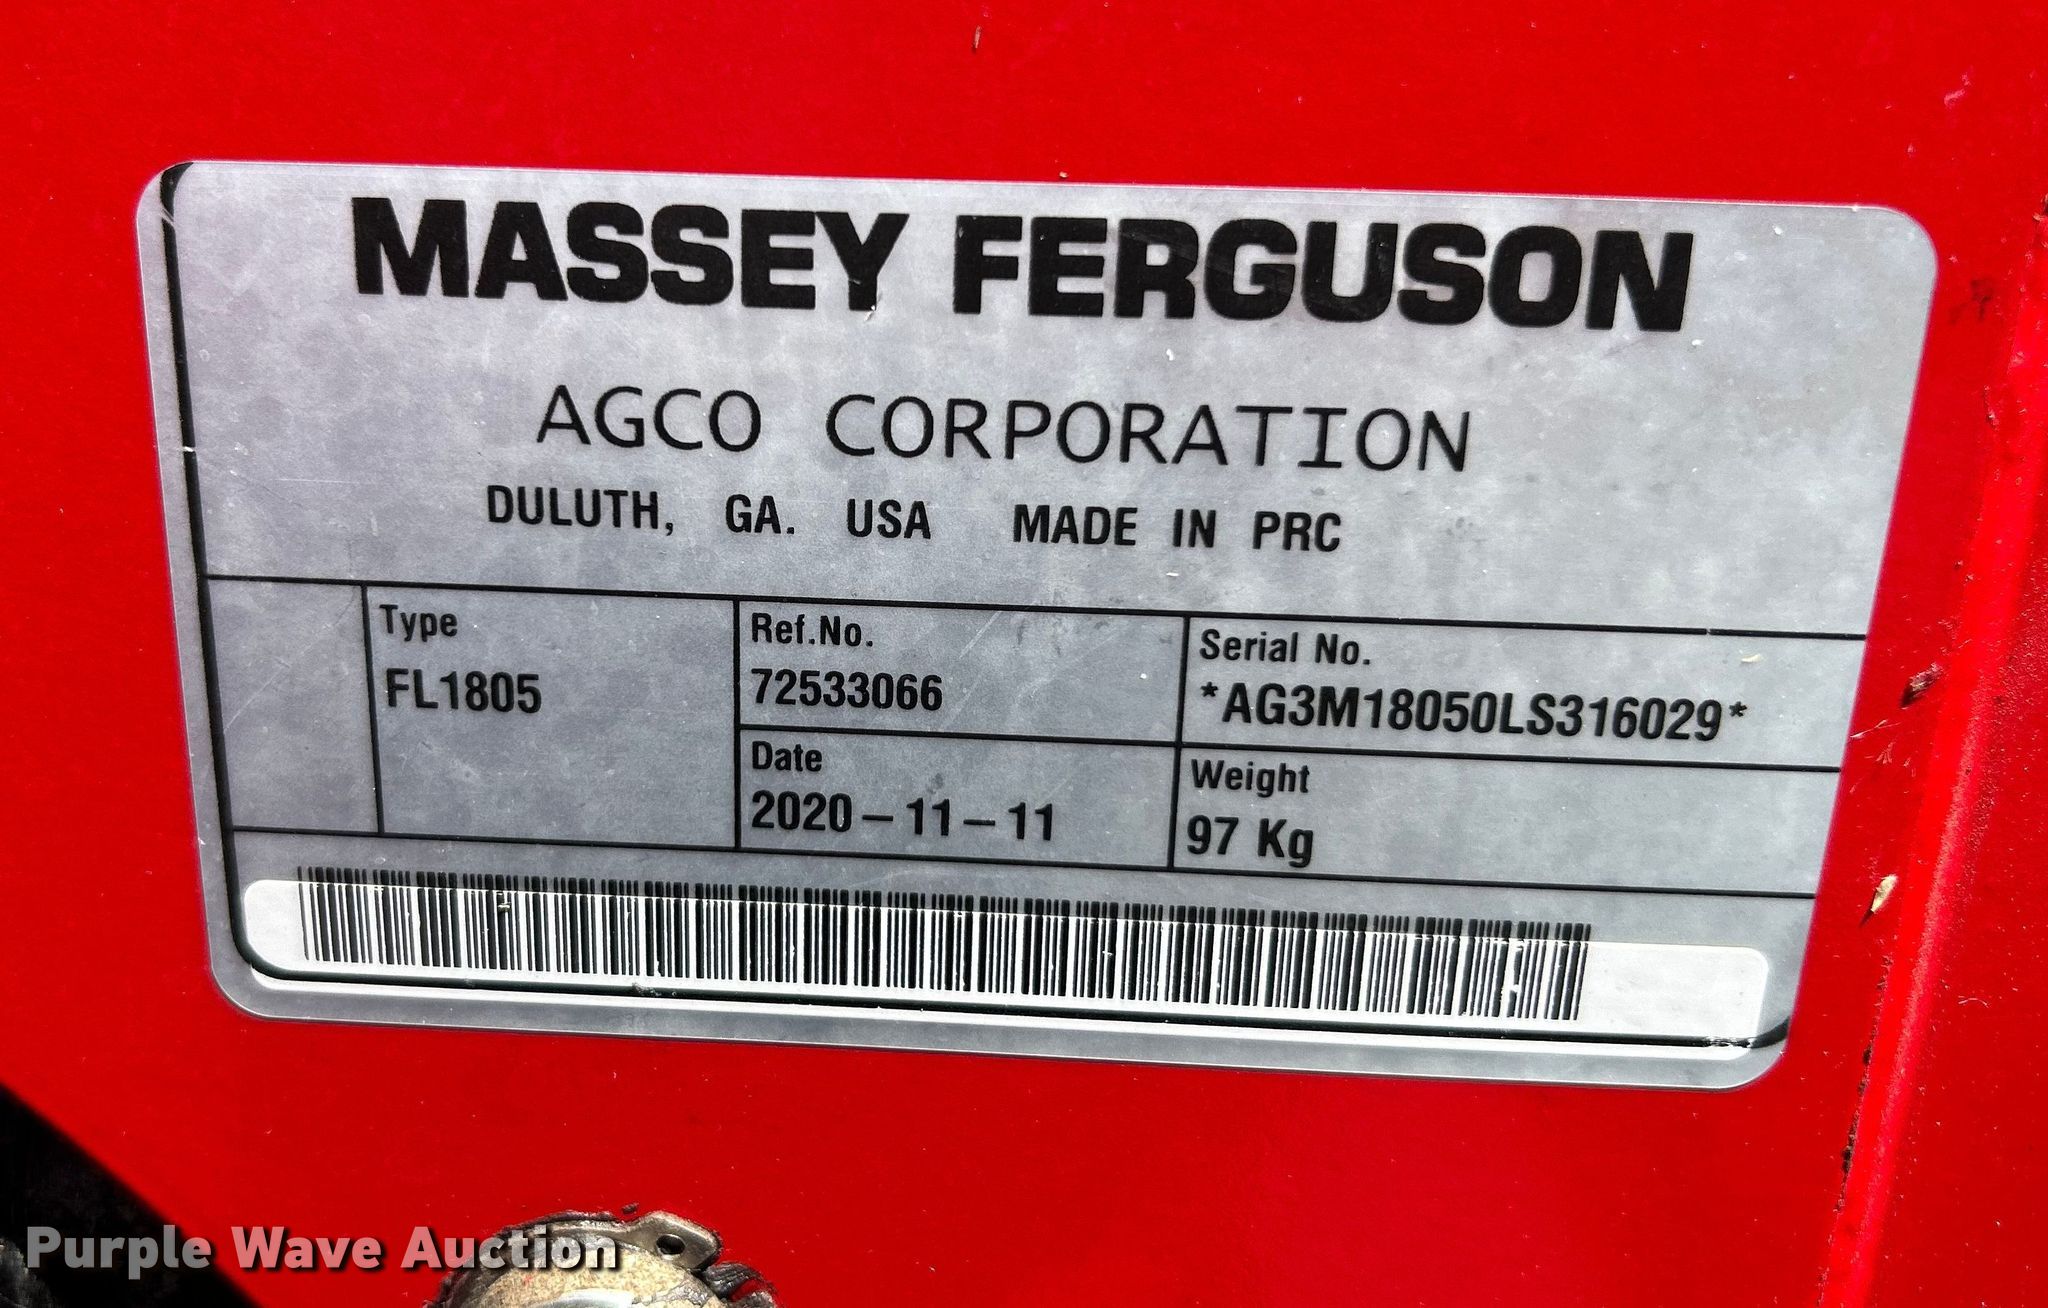 MASSEY FERGUSON
AGCO CORPORATION
DULUTH, GA. USA MADE IN PRC
Type
FL1805
Ref.No.
72533066
Serial No.
*AG3M18050LS316029*
Date
2020-11-11
Weight
97 Kg
Purple Wave Auction